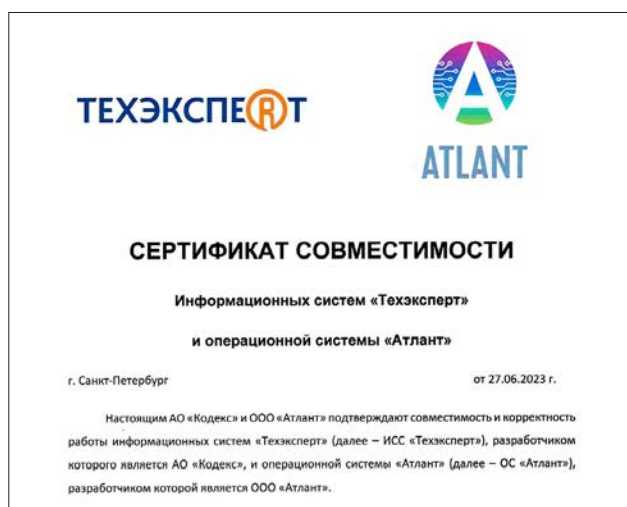 ТЕХЭКСПЕRТ
ATLANT
СЕРТИФИКАТ СОВМЕСТИМОСТИ
Информационных систем «Техэксперт»
и операционной системы «Атлант»
г. Санкт-Петербург от 27.06.2023 г.
Настоящим АО «Кодекс» и ООО «Атлант» подтверждают совместимость и корректность
работы информационных систем «Техэксперт» (далее – ИСС «Техэксперт»), разработчиком
которого является АО «Кодекс», и операционной системы «Атлант» (далее – ОС «Атлант»),
разработчиком которой является ООО «Атлант».